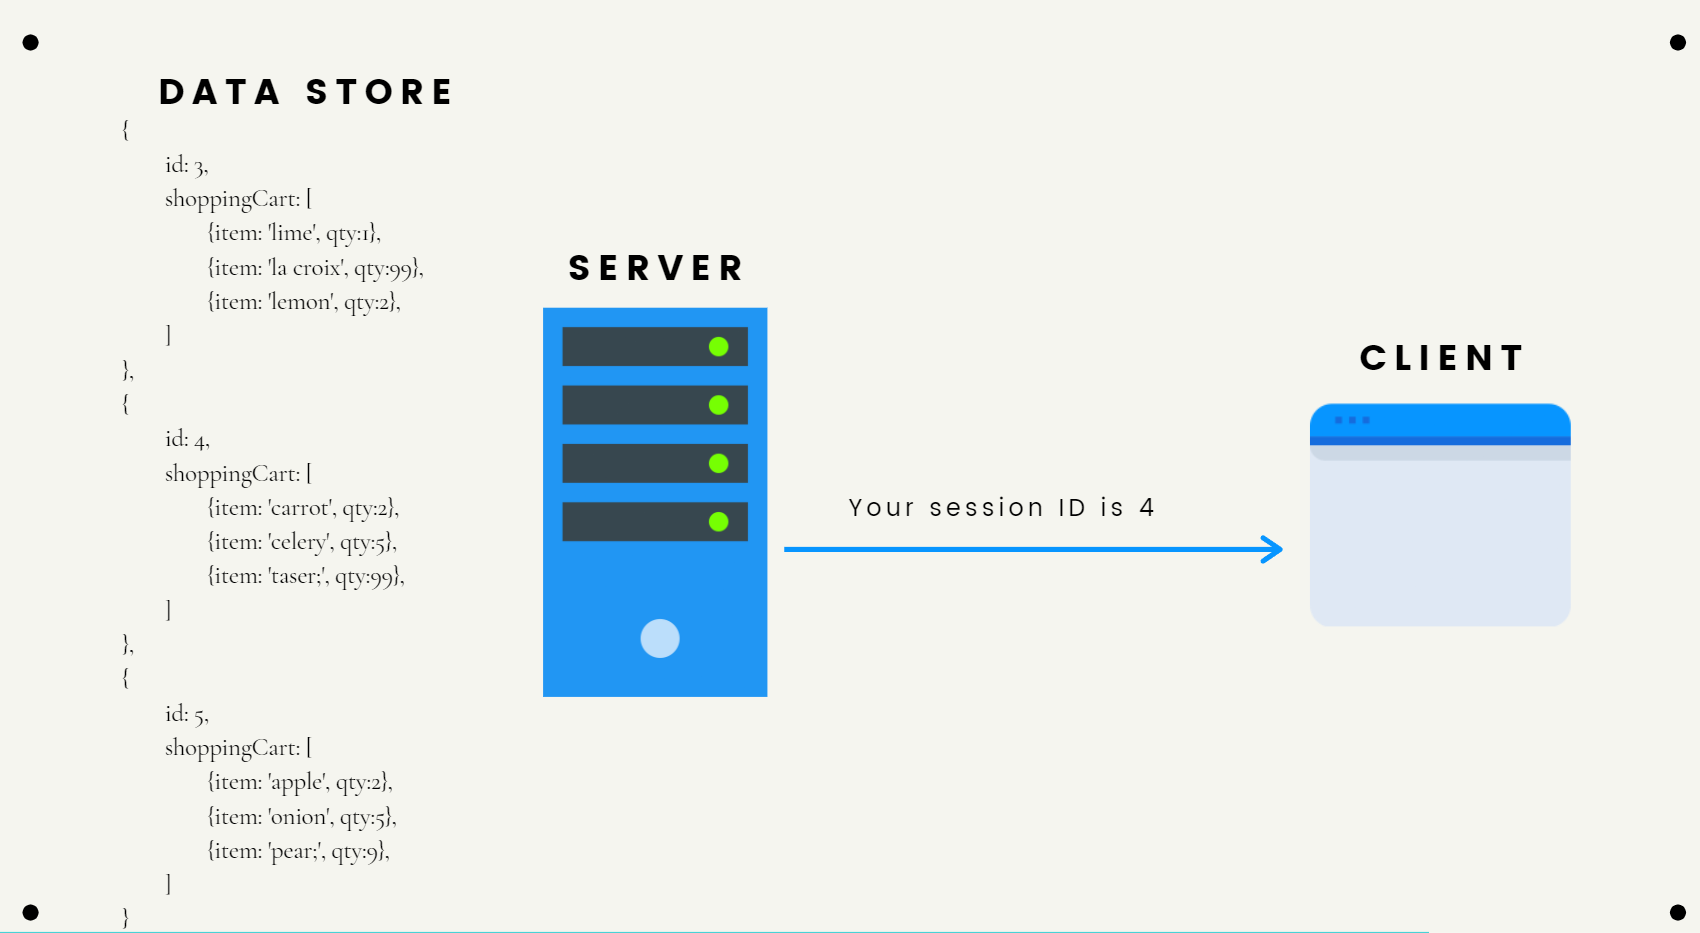 DATA STORE
{
id: 3,
shoppingCart: [
{item: 'lime', qty:1},
{item: 'la croix', qty:99},
{item: 'lemon', qty:2},
]
},
{
id: 4,
shoppingCart: [
{item: 'carrot', qty:2},
{item: 'celery', qty:5},
{item: 'taser;', qty:99},
]
},
{
id: 5,
shoppingCart: [
{item: 'apple', qty:2},
{item: 'onion', qty:5},
{item: 'pear;', qty:9},
]
}
SERVER
Your session ID is 4
CLIENT